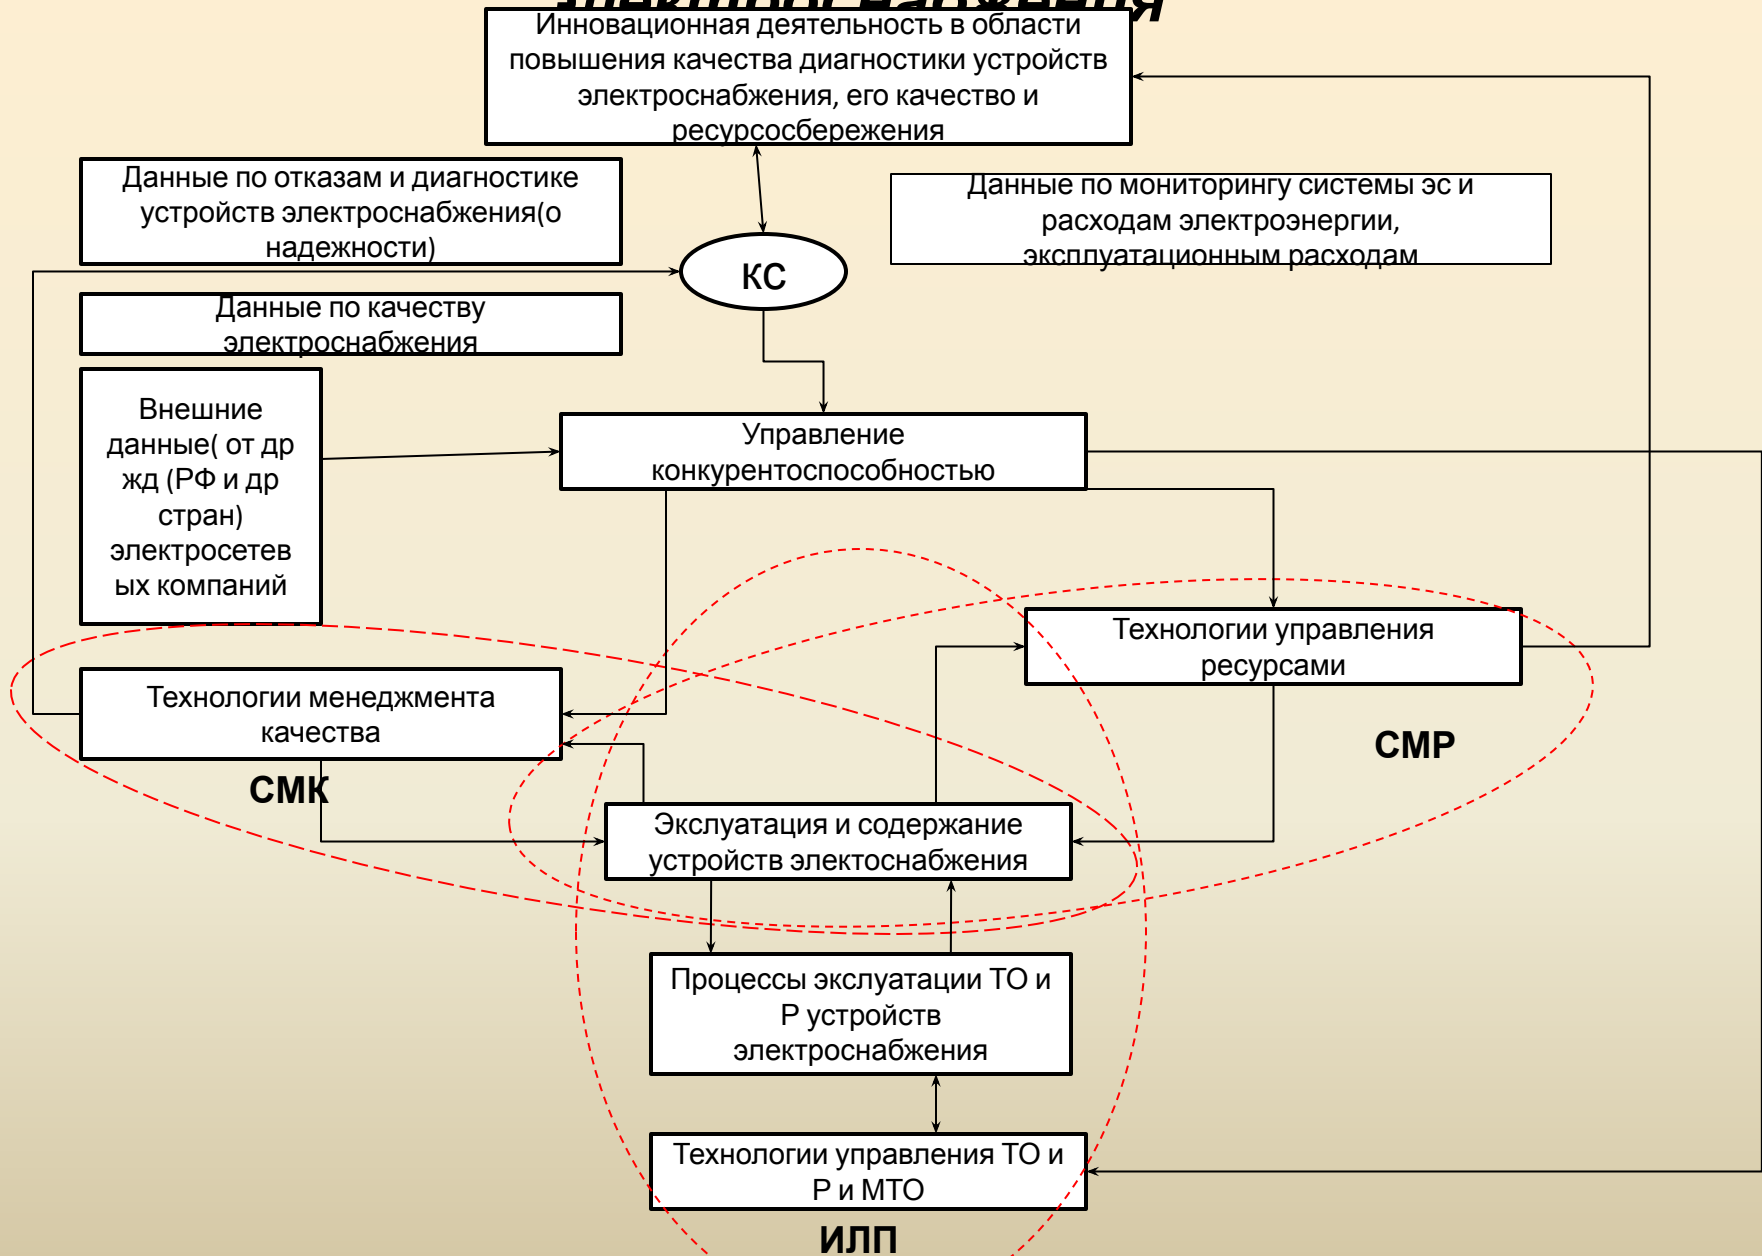 электроснабжения
Инновационная деятельность в области
повышения качества диагностики устройств
электроснабжения, его качество и
ресурсосбережения
Данные по отказам и диагностике
устройств электроснабжения(о
надежности)
Данные по мониторингу системы эс и
расходам электроэнергии,
эксплуатационным расходам
КС
Данные по качеству
электроснабжения
Внешние
данные( от др
жд (РФ и др
стран)
электросетев
ых компаний
Управление
конкурентоспособностью
Технологии управления
ресурсами
Технологии менеджмента
качества
СМР
СМК
Экслуатация и содержание
устройств электоснабжения
Процессы экслуатации ТО и
Р устройств
электроснабжения
Технологии управления ТО и
Р и МТО
ИЛП